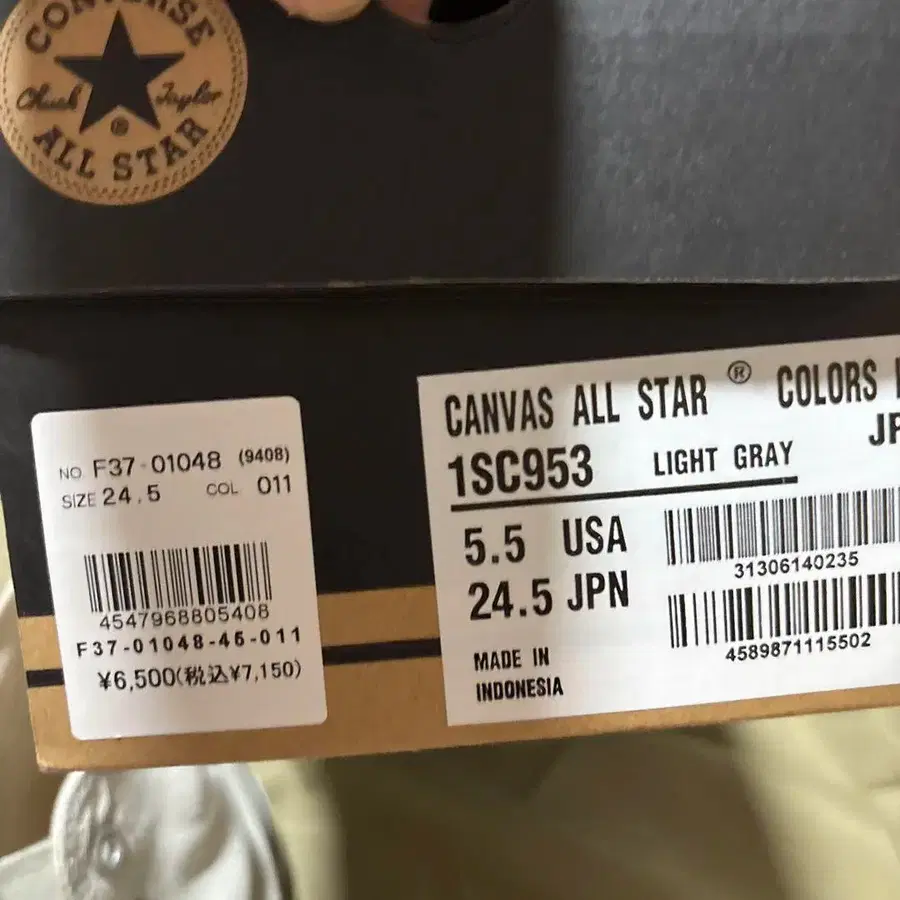 CONVERSE
Chuck Taylor
®
ALL STAR
NO F37-01048 (9408)
SIZE 24.5 COL 011
4547968805408
F37-01048-46-011
¥6,500(税込¥7,150)
CANVAS ALL STAR ® COLORS
JP
1SC953 LIGHT GRAY
5.5 USA
24.5 JPN
31306140235
4589871115502
MADE IN
INDONESIA